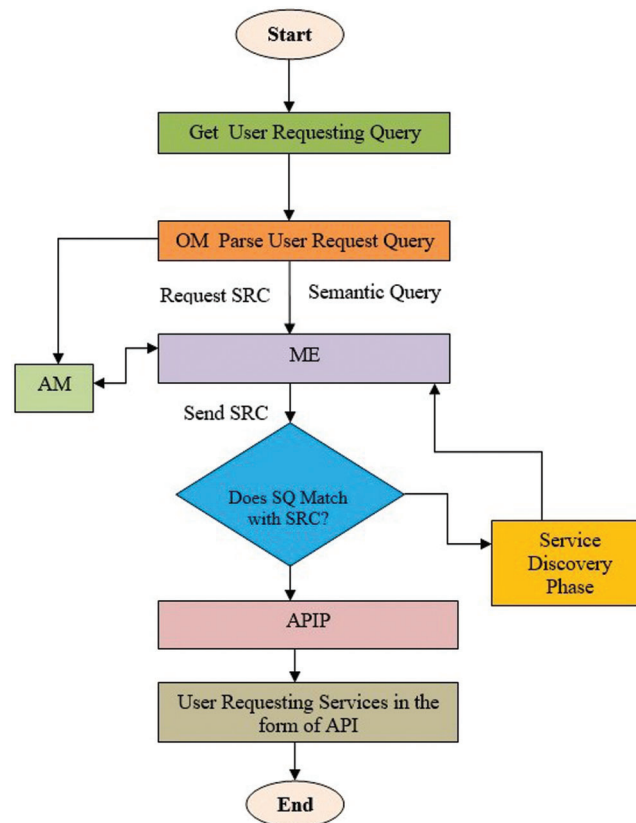 Start
Get User Requesting Query
OM Parse User Request Query
Request SRC
Semantic Query
ME
AM
Send SRC
Does SQ Match
with SRC?
Service
Discovery
Phase
APIP
User Requesting Services in the
form of API
End